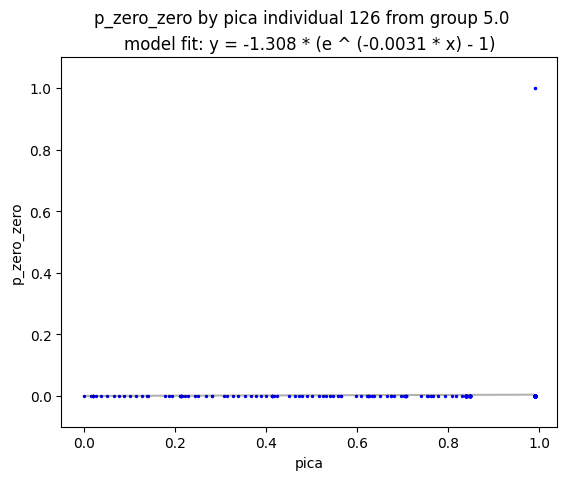 p_zero_zero by pica individual 126 from group 5.0
model fit: y = -1.308 * (e ^ (-0.0031 * x) - 1)
1.0
0.8
0.6
0.4
0.2
0.0
p_zero_zero
0.0 0.2 0.4 0.6 0.8 1.0
pica